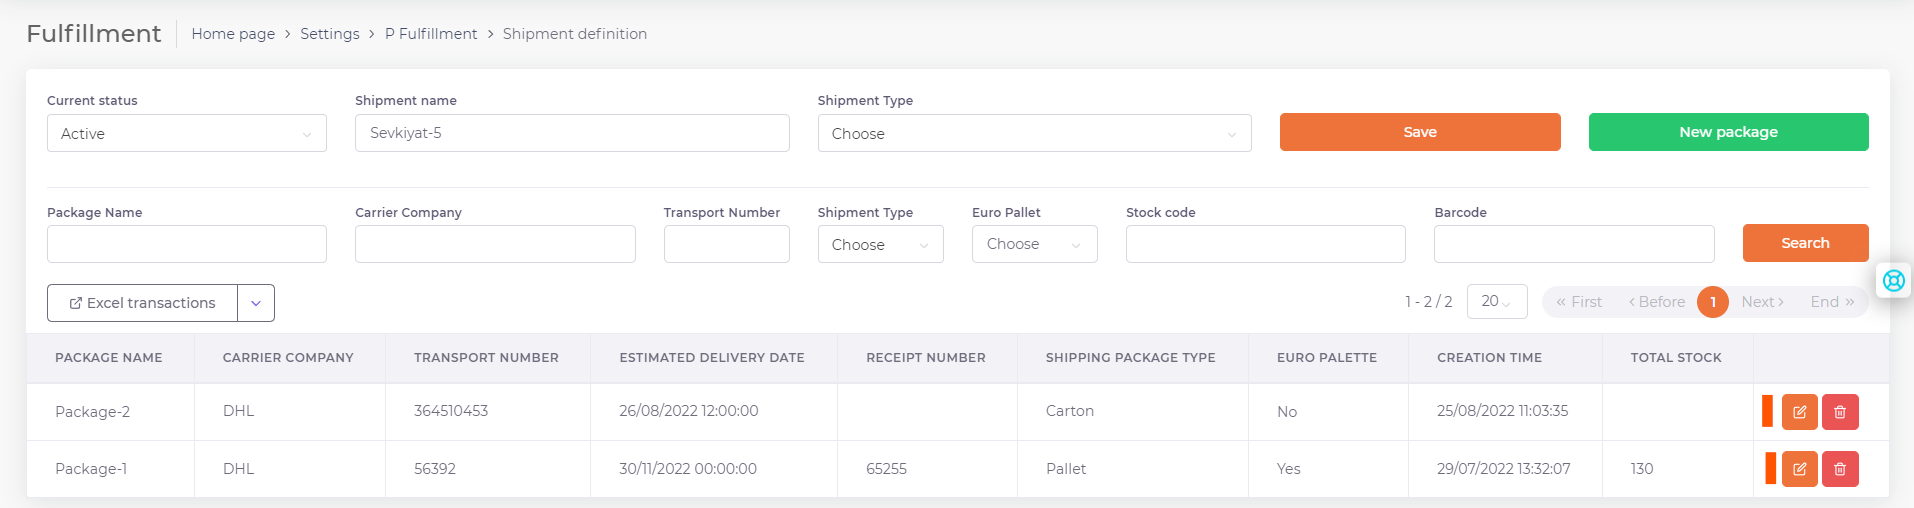 Fulfillment Home page > Settings > P Fulfillment > Shipment definition
Current status Shipment name Shipment Type
Active Sevkiyat-5 Choose Save New package
Package Name Carrier Company Transport Number Shipment Type Euro Pallet Stock code Barcode
Choose Choose Search
Excel transactions 1 - 2 / 2 20 « First < Before 1 Next > End »
PACKAGE NAME CARRIER COMPANY TRANSPORT NUMBER ESTIMATED DELIVERY DATE RECEIPT NUMBER SHIPPING PACKAGE TYPE EURO PALETTE CREATION TIME TOTAL STOCK
Package-2 DHL 364510453 26/08/2022 12:00:00 Carton No 25/08/2022 11:03:35
Package-1 DHL 56392 30/11/2022 00:00:00 65255 Pallet Yes 29/07/2022 13:32:07 130